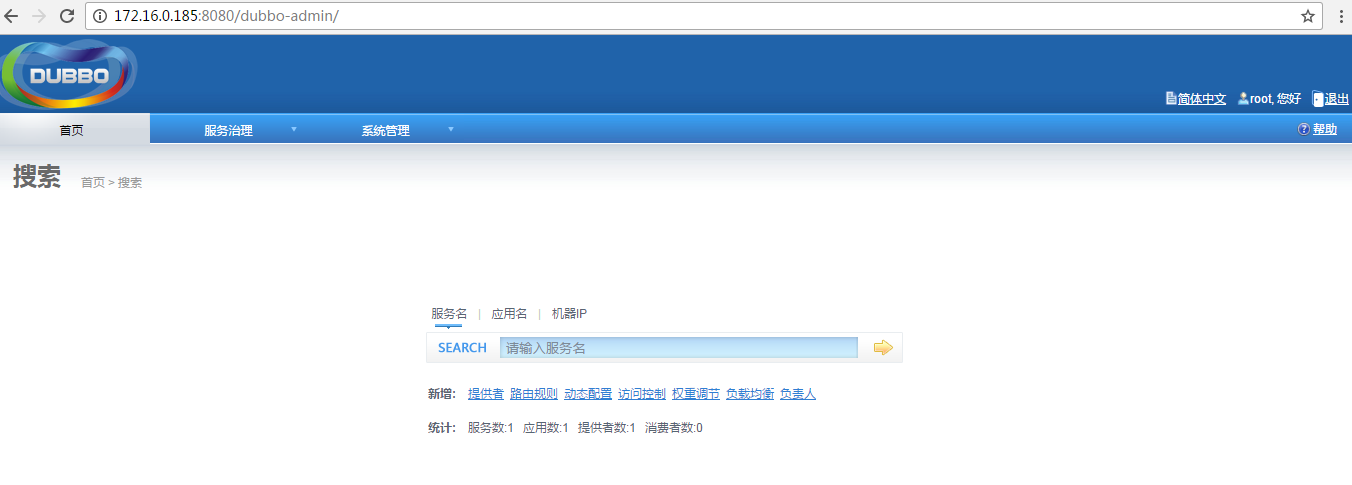 172.16.0.185:8080/dubbo-admin/
DUBBO
简体中文 root, 您好 退出
首页 服务治理 系统管理 帮助
搜索 首页 > 搜索
服务名 | 应用名 | 机器IP
SEARCH 请输入服务名
新增: 提供者 路由规则 动态配置 访问控制 权重调节 负载均衡 负责人
统计: 服务数:1 应用数:1 提供者数:1 消费者数:0